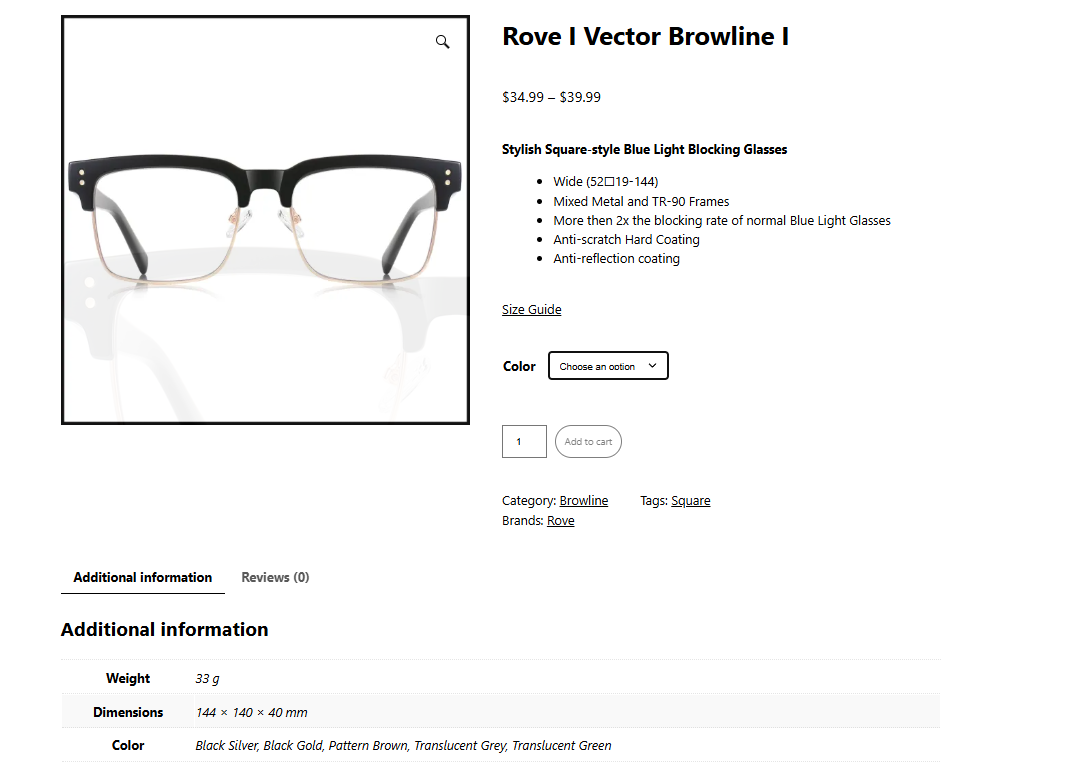 Rove I Vector Browline I
$34.99 – $39.99
Stylish Square-style Blue Light Blocking Glasses
Wide (52□19-144)
Mixed Metal and TR-90 Frames
More then 2x the blocking rate of normal Blue Light Glasses
Anti-scratch Hard Coating
Anti-reflection coating
Size Guide
Color Choose an option
1 Add to cart
Category: Browline Tags: Square
Brands: Rove
Additional information Reviews (0)
Additional information
Weight 33 g
Dimensions 144 × 140 × 40 mm
Color Black Silver, Black Gold, Pattern Brown, Translucent Grey, Translucent Green